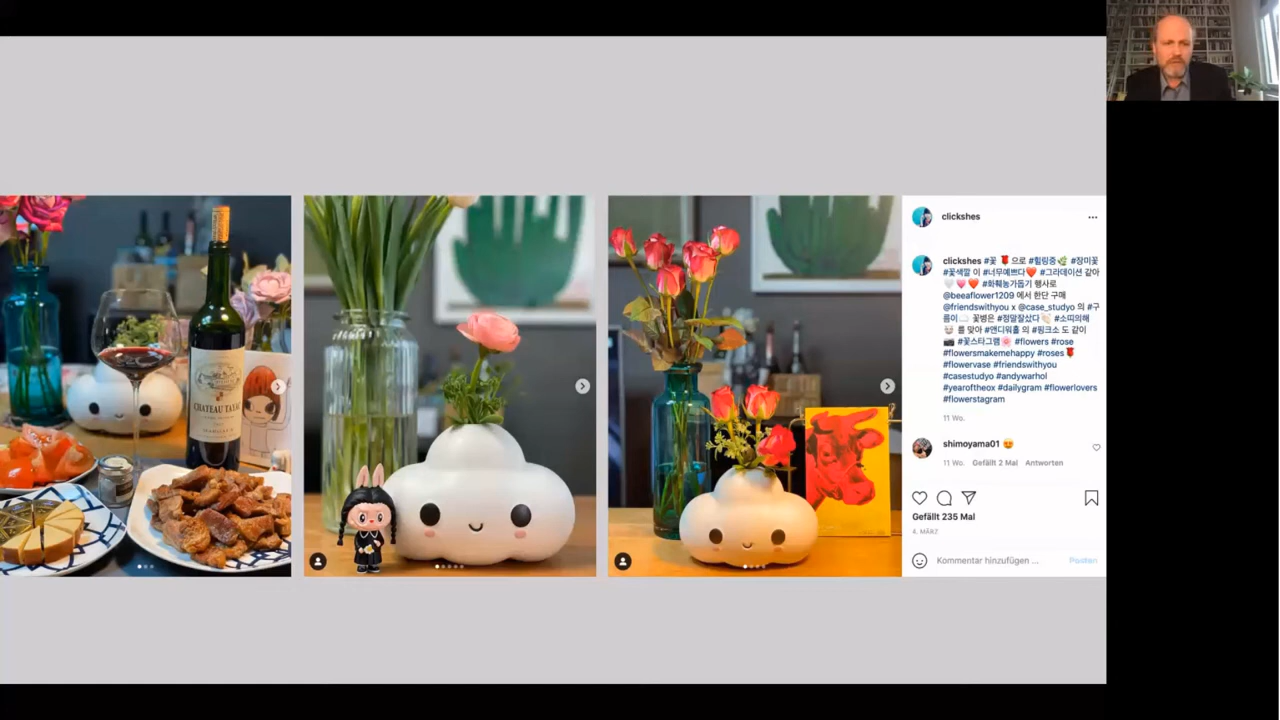 CHATEAU TAYAC
clickshes
clickshes #꽃 🌹으로 #힐링중🌿 #장미꽃
#꽃색깔 이 #너무예쁘다❤️ #그라데이션 같아
🤍💗❤️ #화훼농가돕기 행사로
@beeaflower1209 에서 한단 구매
@friendswithyou x @case_studyo 의 #구
름이☁️ 꽃병은 #정말잘샀다👏🏻 #소띠의해
🐮 를 맞아 #앤디워홀 의 #핑크소 도 같이
📷 #꽃스타그램🌸 #flowers #rose
#flowersmakemehappy #roses🌹
#flowervase #friendswithyou
#casestudyo #andywarhol
#yearoftheox #dailygram #flowerlovers
#flowerstagram
11 Wo.
shimoyama01 😍
11 Wo. Gefällt 2 Mal Antworten
Gefällt 235 Mal
4. MÄRZ
Kommentar hinzufügen ...
Posten